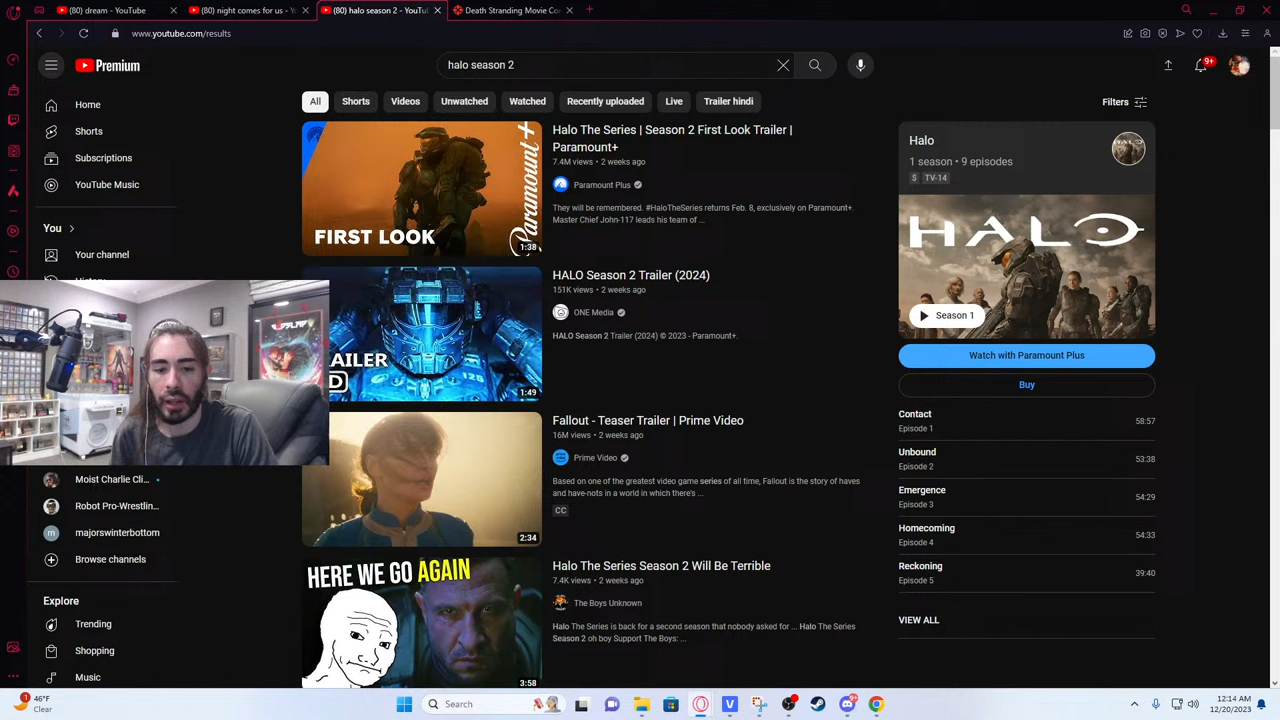 (80) dream - YouTube
(80) night comes for us - Y
(80) halo season 2 - YouTu
Death Stranding Movie Co
www.youtube.com/results
Premium
halo season 2
9+
Home
Shorts
Subscriptions
YouTube Music
You
Your channel
Moist Charlie Cli...
Robot Pro-Wrestlin...
majorswinterbottom
Browse channels
Explore
Trending
Shopping
Music
All
Shorts
Videos
Unwatched
Watched
Recently uploaded
Live
Trailer hindi
Filters
Paramount+
FIRST LOOK
1:38
Halo The Series | Season 2 First Look Trailer |
Paramount+
7.4M views • 2 weeks ago
Paramount Plus
They will be remembered. #HaloTheSeries returns Feb. 8, exclusively on Paramount+.
Master Chief John-117 leads his team of ...
AILER
D
1:49
HALO Season 2 Trailer (2024)
151K views • 2 weeks ago
ONE Media
HALO Season 2 Trailer (2024) © 2023 - Paramount+.
2:34
Fallout - Teaser Trailer | Prime Video
16M views • 2 weeks ago
Prime Video
Based on one of the greatest video game series of all time, Fallout is the story of haves
and have-nots in a world in which there's ...
CC
HERE WE GO AGAIN
3:58
Halo The Series Season 2 Will Be Terrible
7.4K views • 2 weeks ago
The Boys Unknown
Halo The Series is back for a second season that nobody asked for ... Halo The Series
Season 2 oh boy Support The Boys: ...
Halo
1 season • 9 episodes
$ TV-14
HALO
Season 1
Watch with Paramount Plus
Buy
Contact
Episode 1
58:57
Unbound
Episode 2
53:38
Emergence
Episode 3
54:29
Homecoming
Episode 4
54:33
Reckoning
Episode 5
39:40
VIEW ALL
1
46°F
Clear
Search
9+
12:14 AM
12/20/2023